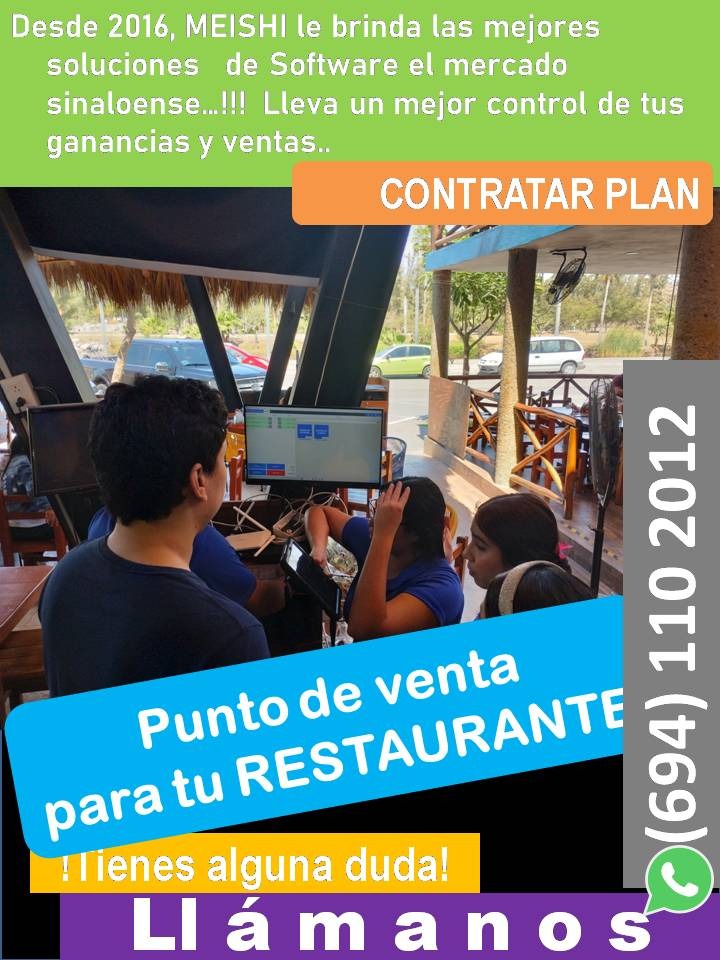 Desde 2016, MEISHI le brinda las mejores
soluciones de Software el mercado
sinaloense...!!! Lleva un mejor control de tus
ganancias y ventas..
CONTRATAR PLAN
(694) 110 2012
Punto de venta
para tu RESTAURANTE
!Tienes alguna duda!
Llámanos